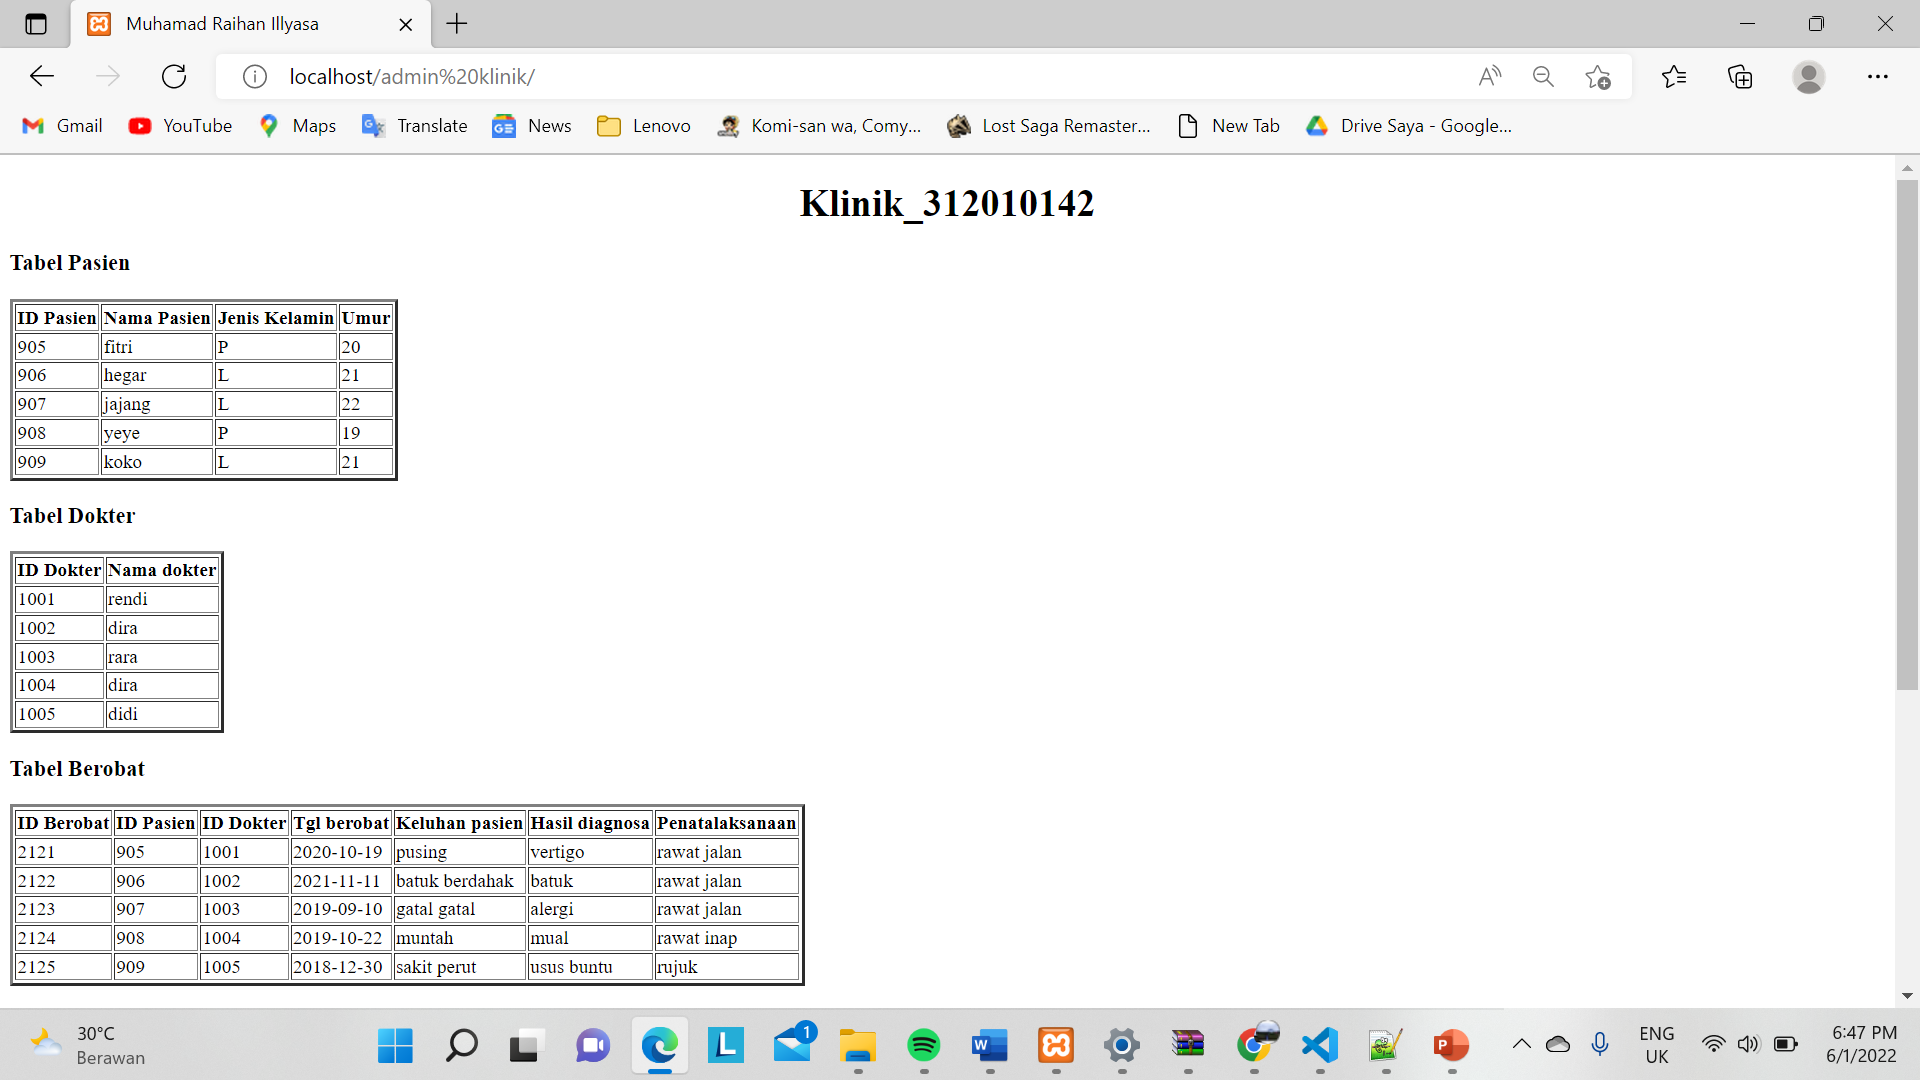 Muhamad Raihan Illyasa
localhost/admin%20klinik/
Gmail YouTube Maps Translate News Lenovo Komi-san wa, Comy... Lost Saga Remaster... New Tab Drive Saya - Google...
Klinik_312010142
Tabel Pasien
ID Pasien Nama Pasien Jenis Kelamin Umur
905 fitri P 20
906 hegar L 21
907 jajang L 22
908 yeye P 19
909 koko L 21
Tabel Dokter
ID Dokter Nama dokter
1001 rendi
1002 dira
1003 rara
1004 dira
1005 didi
Tabel Berobat
ID Berobat ID Pasien ID Dokter Tgl berobat Keluhan pasien Hasil diagnosa Penatalaksanaan
2121 905 1001 2020-10-19 pusing vertigo rawat jalan
2122 906 1002 2021-11-11 batuk berdahak batuk rawat jalan
2123 907 1003 2019-09-10 gatal gatal alergi rawat jalan
2124 908 1004 2019-10-22 muntah mual rawat inap
2125 909 1005 2018-12-30 sakit perut usus buntu rujuk
30°C
Berawan
1
ENG
UK
6:47 PM
6/1/2022